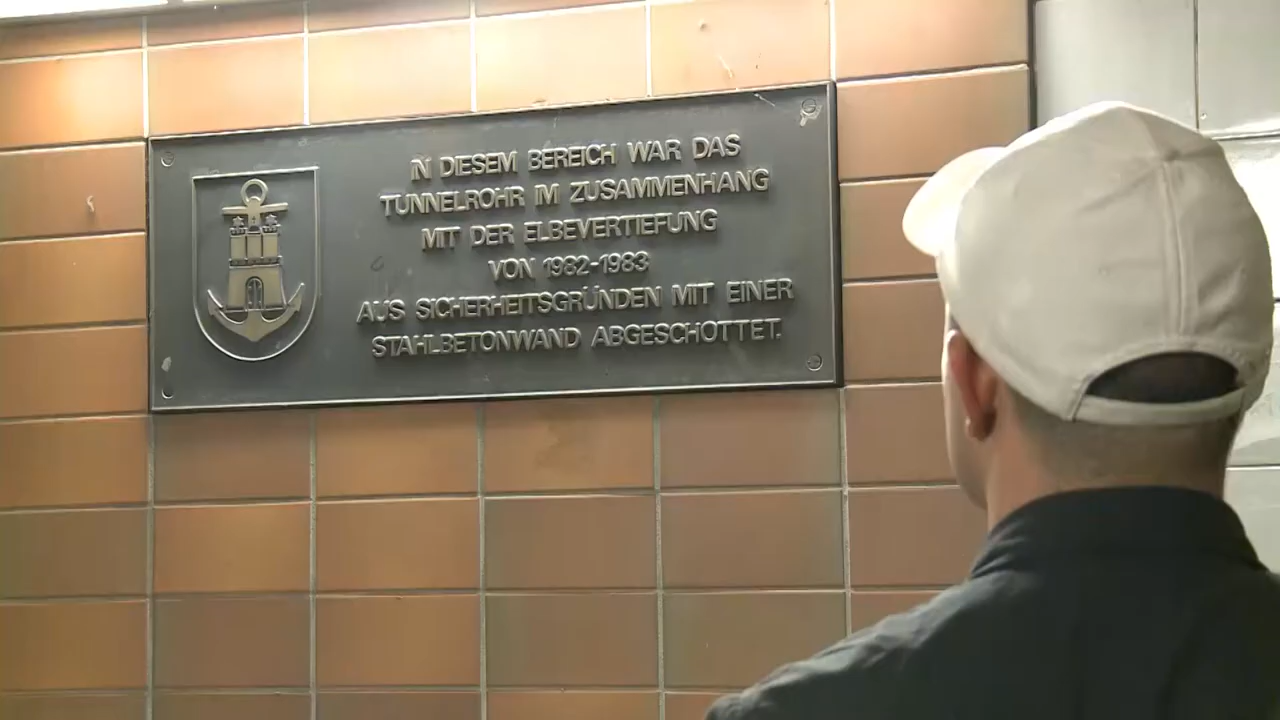 IN DIESEM BEREICH WAR DAS
TUNNELROHR IM ZUSAMMENHANG
MIT DER ELBEVERTIEFUNG
VON 1982-1983
AUS SICHERHEITSGRÜNDEN MIT EINER
STAHLBETONWAND ABGESCHOTTET.